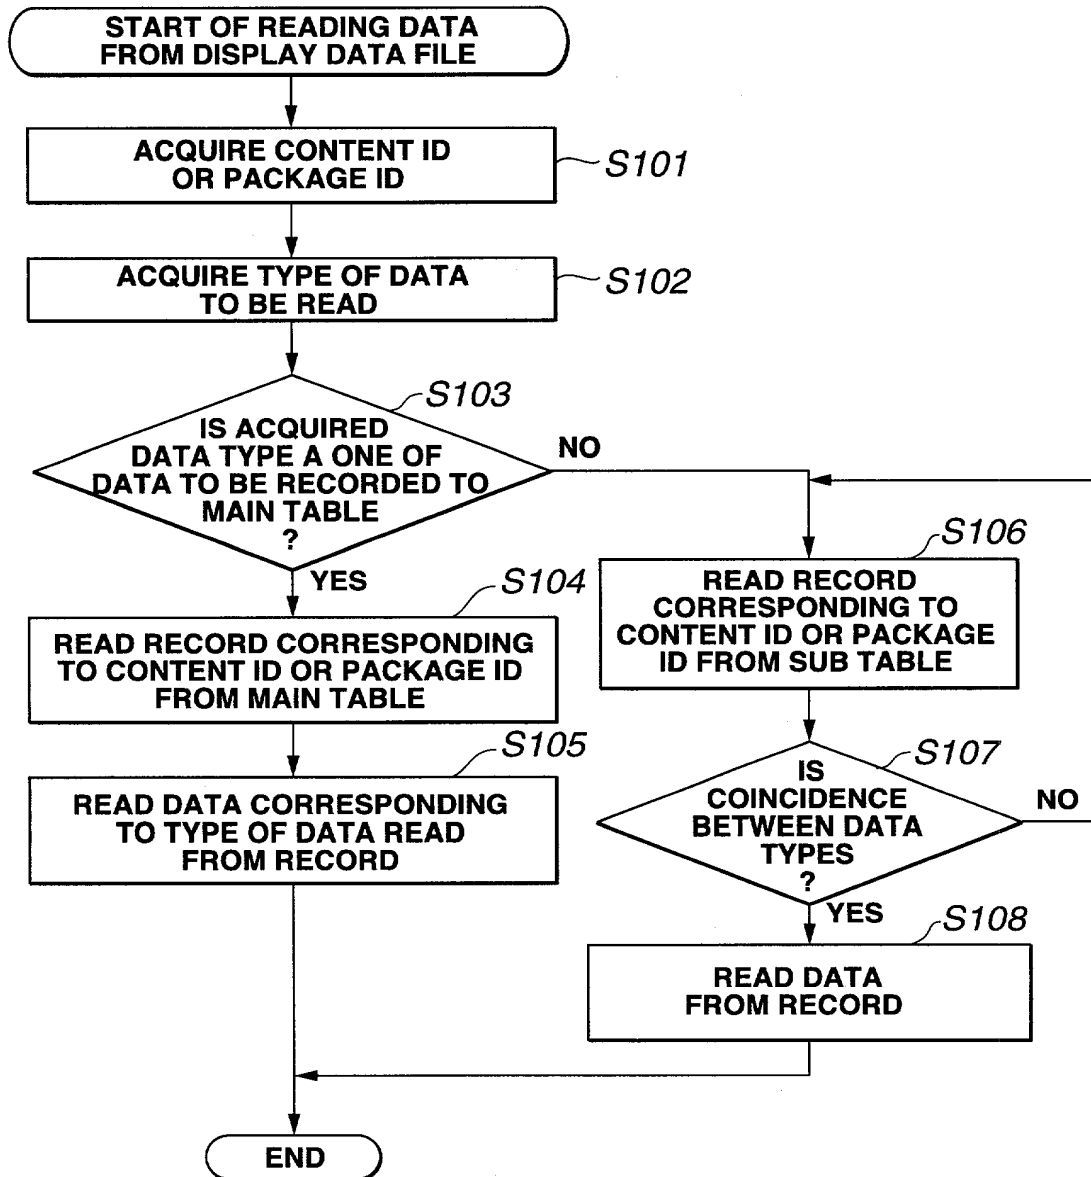 START OF READING DATA
FROM DISPLAY DATA FILE
ACQUIRE CONTENT ID
OR PACKAGE ID
S101
ACQUIRE TYPE OF DATA
TO BE READ
S102
S103
IS ACQUIRED
DATA TYPE A ONE OF
DATA TO BE RECORDED TO
MAIN TABLE
?
NO
YES
S104
READ RECORD CORRESPONDING
TO CONTENT ID OR PACKAGE ID
FROM MAIN TABLE
S105
READ DATA CORRESPONDING
TO TYPE OF DATA READ
FROM RECORD
S106
READ RECORD
CORRESPONDING TO
CONTENT ID OR PACKAGE
ID FROM SUB TABLE
S107
IS
COINCIDENCE
BETWEEN DATA
TYPES
?
NO
YES
S108
READ DATA
FROM RECORD
END